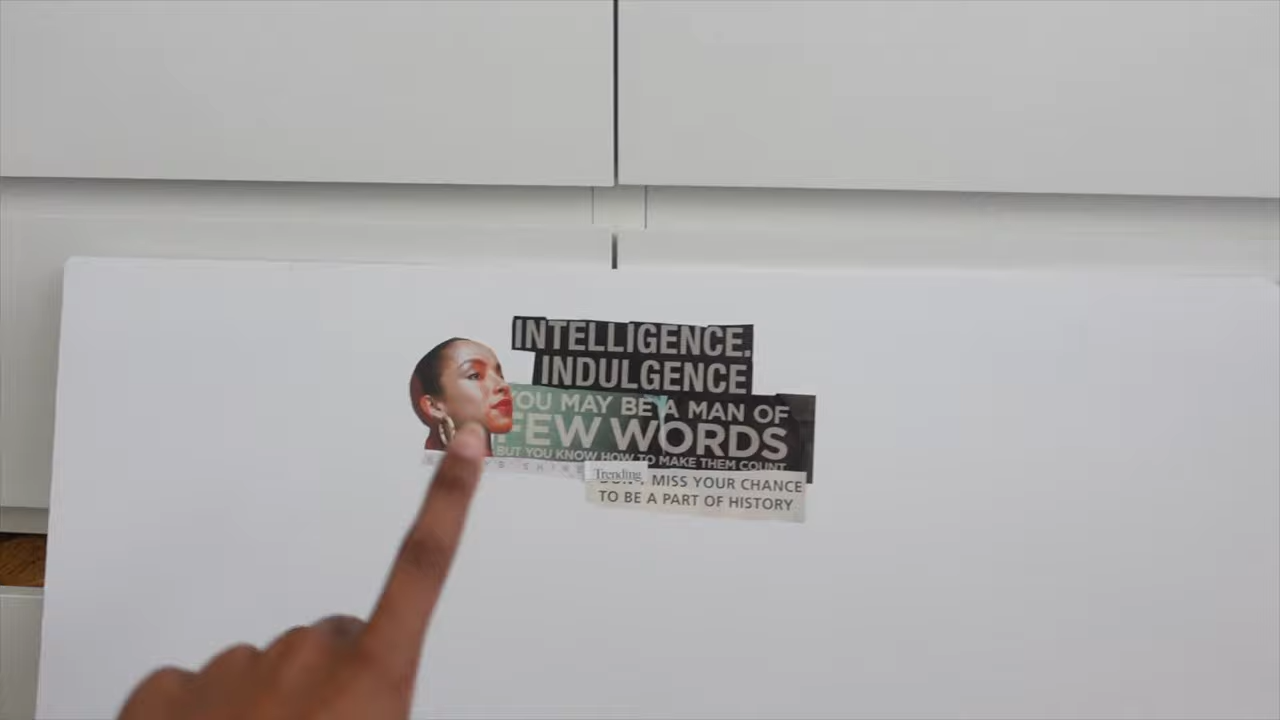 INTELLIGENCE.
INDULGENCE
YOU MAY BE A MAN OF
FEW WORDS
BUT YOU KNOW HOW TO MAKE THEM COUNT
Trending
MISS YOUR CHANCE
TO BE A PART OF HISTORY